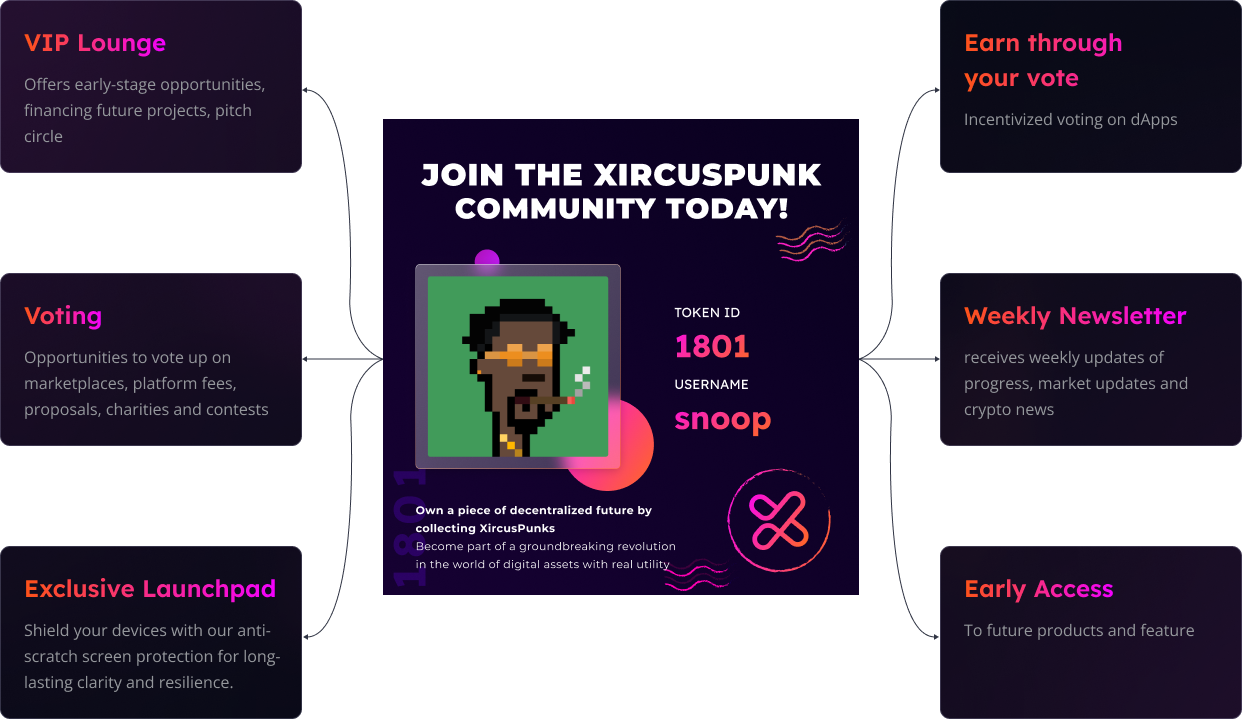 VIP Lounge
Offers early-stage opportunities,
financing future projects, pitch
circle
Voting
Opportunities to vote up on
marketplaces, platform fees,
proposals, charities and contests
Exclusive Launchpad
Shield your devices with our anti-
scratch screen protection for long-
lasting clarity and resilience.
JOIN THE XIRCUSPUNK
COMMUNITY TODAY!
TOKEN ID
1801
USERNAME
snoop
1801
Own a piece of decentralized future by
collecting XircusPunks
Become part of a groundbreaking revolution
in the world of digital assets with real utility
Earn through
your vote
Incentivized voting on dApps
Weekly Newsletter
receives weekly updates of
progress, market updates and
crypto news
Early Access
To future products and feature